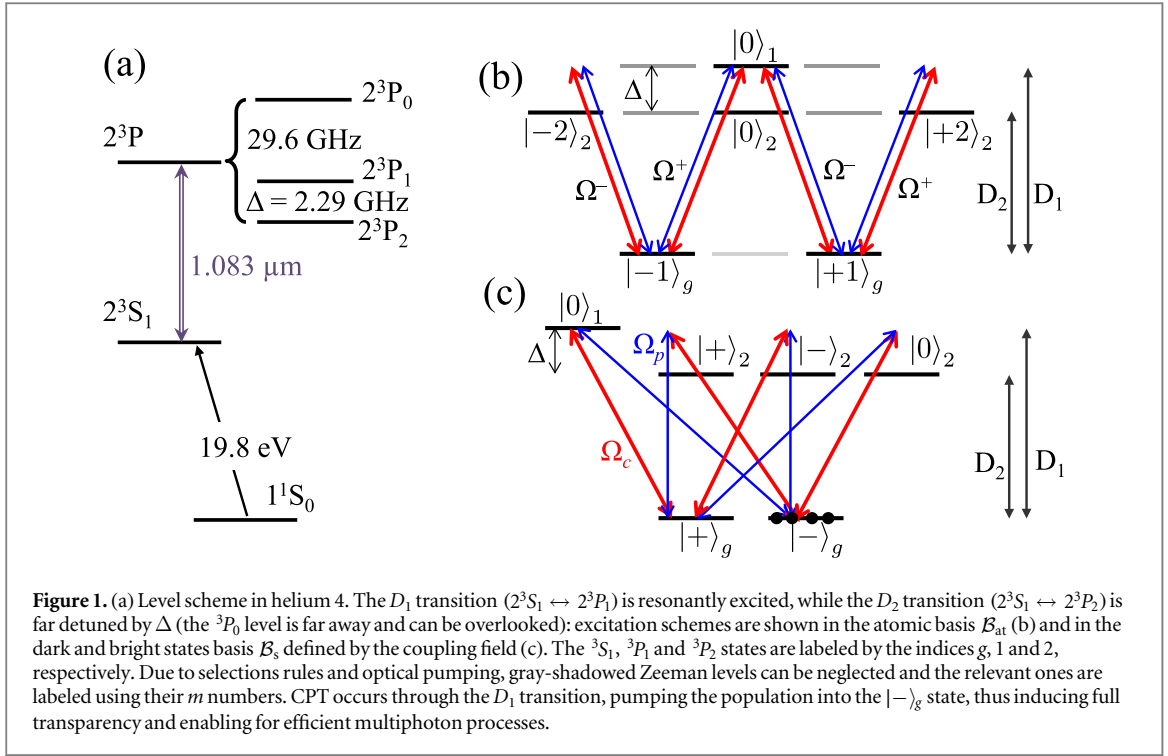 (a)
2³P
2³P₀
29.6 GHz
2³P₁
Δ = 2.29 GHz
2³P₂
1.083 µm
2³S₁
19.8 eV
1¹S₀
(b)
|0⟩₁
Δ
|−2⟩₂
|0⟩₂
|+2⟩₂
Ω⁻
Ω⁺
Ω⁻
Ω⁺
D₂
D₁
|−1⟩g
|+1⟩g
(c)
|0⟩₁
Δ
Ωp
|+⟩₂
|−⟩₂
|0⟩₂
Ωc
D₂
D₁
|+⟩g
|−⟩g
Figure 1. (a) Level scheme in helium 4. The D₁ transition (2³S₁ ↔ 2³P₁) is resonantly excited, while the D₂ transition (2³S₁ ↔ 2³P₂) is
far detuned by Δ (the ³P₀ level is far away and can be overlooked): excitation schemes are shown in the atomic basis ℬat (b) and in the
dark and bright states basis ℬs defined by the coupling field (c). The ³S₁, ³P₁ and ³P₂ states are labeled by the indices g, 1 and 2,
respectively. Due to selections rules and optical pumping, gray-shadowed Zeeman levels can be neglected and the relevant ones are
labeled using their m numbers. CPT occurs through the D₁ transition, pumping the population into the |−⟩g state, thus inducing full
transparency and enabling for efficient multiphoton processes.